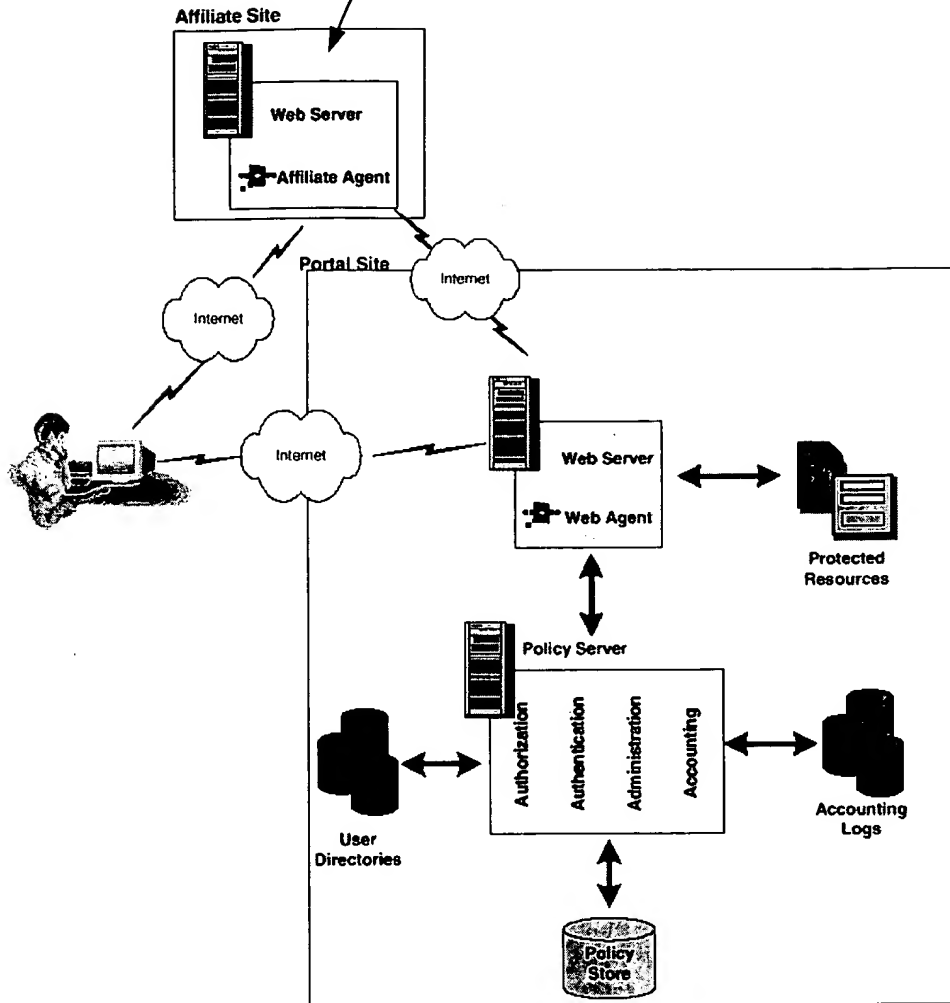 Affiliate Site
Web Server
Affiliate Agent
Portal Site
Internet
Internet
Internet
Web Server
Web Agent
Protected
Resources
Policy Server
Authorization
Authentication
Administration
Accounting
User
Directories
Accounting
Logs
Policy
Store